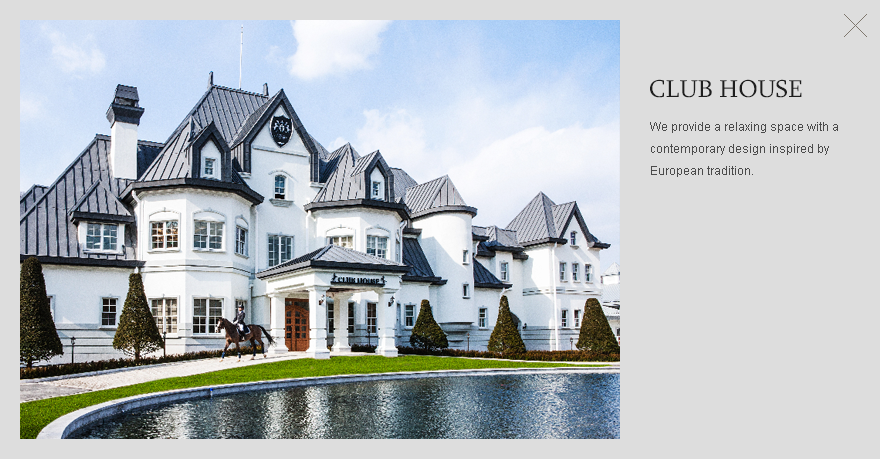 CLUB HOUSE
We provide a relaxing space with a
contemporary design inspired by
European tradition.
CLUB HOUSE